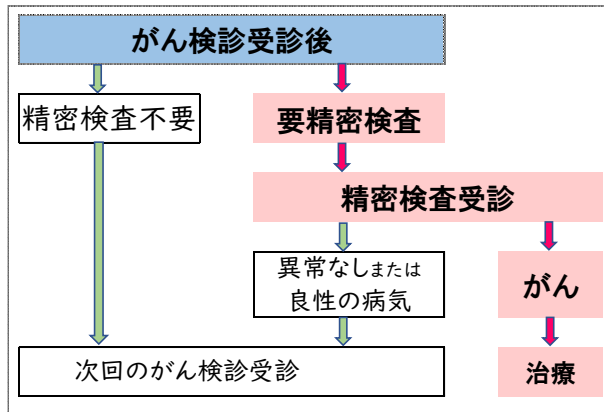 がん検診受診後
精密検査不要
要精密検査
精密検査受診
異常なしまたは
良性の病気
がん
次回のがん検診受診
治療